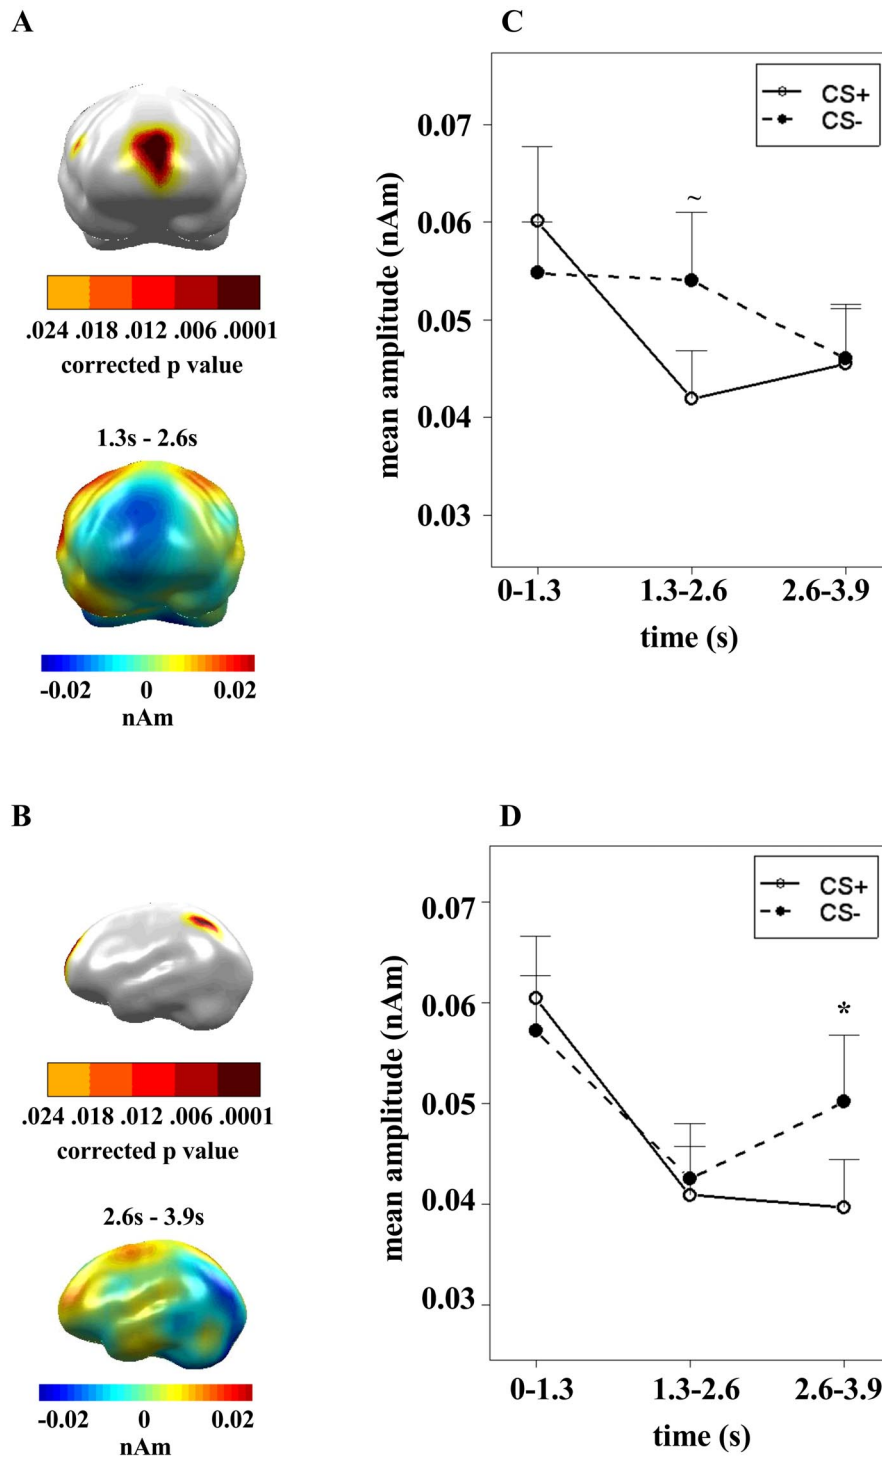 A
.024 .018 .012 .006 .0001
corrected p value
1.3s - 2.6s
-0.02 0 0.02
nAm
C
CS+
CS-
0.07
0.06
0.05
0.04
0.03
mean amplitude (nAm)
~
0-1.3 1.3-2.6 2.6-3.9
time (s)
B
.024 .018 .012 .006 .0001
corrected p value
2.6s - 3.9s
-0.02 0 0.02
nAm
D
CS+
CS-
0.07
0.06
0.05
0.04
0.03
mean amplitude (nAm)
*
0-1.3 1.3-2.6 2.6-3.9
time (s)